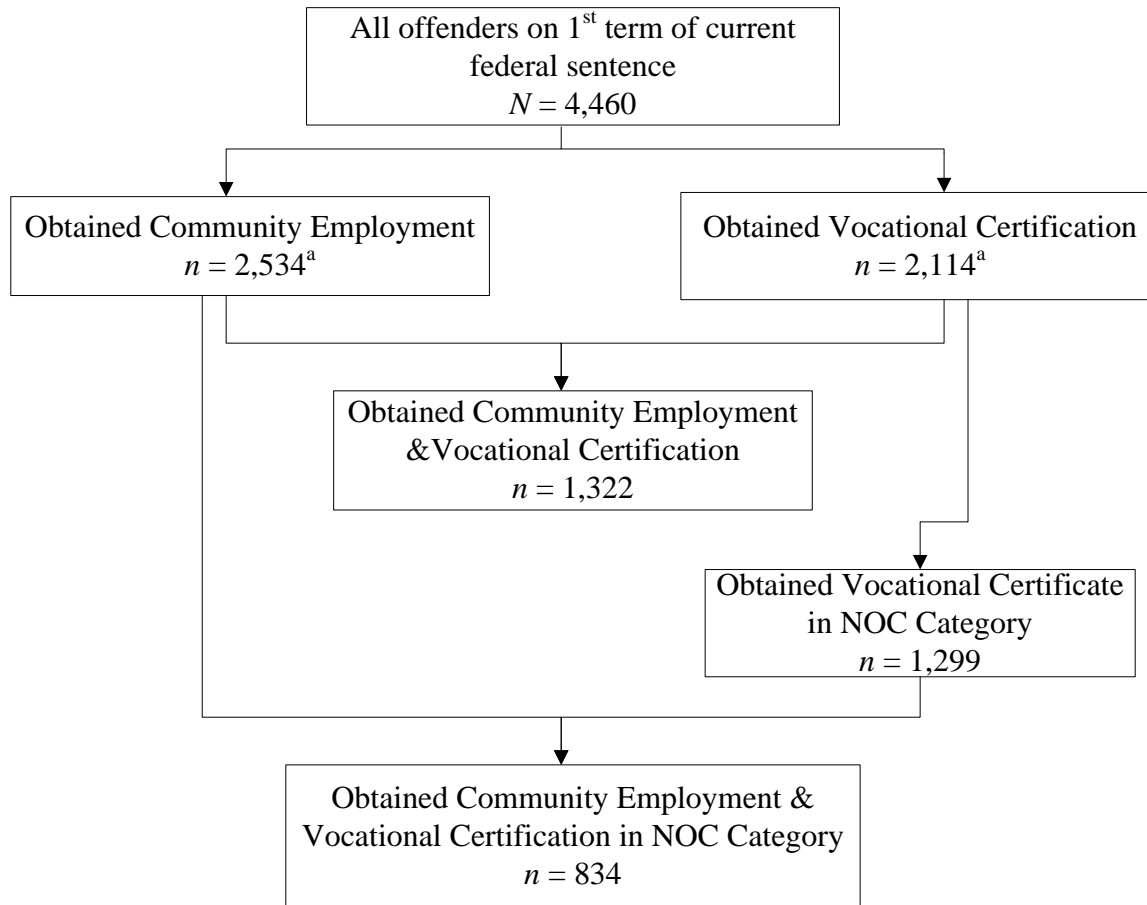 All offenders on 1st term of current
federal sentence
N = 4,460
Obtained Community Employment
n = 2,534a
Obtained Vocational Certification
n = 2,114a
Obtained Community Employment
&Vocational Certification
n = 1,322
Obtained Vocational Certificate
in NOC Category
n = 1,299
Obtained Community Employment &
Vocational Certification in NOC Category
n = 834